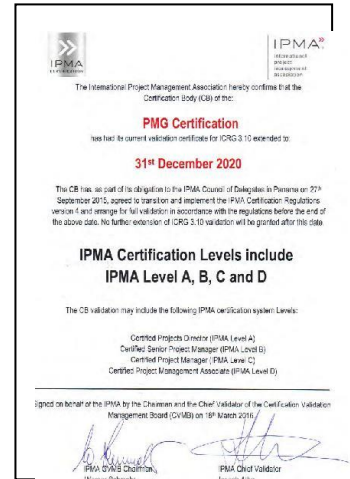 IPMA
CERTIFICATION
IPMA
international
project
management
association
The International Project Management Association hereby confirms that the
Certification Body (CB) of the:
PMG Certification
has had its current validation certificate for ICRG 3.10 extended to:
31st December 2020
The CB has, as part of its obligation to the IPMA Council of Delegates in Panama on 27th
September 2015, agreed to transition and implement the IPMA Certification Regulations
version 4 and arrange for full validation in accordance with the regulations before the end of
the above date. No further extension of ICRG 3.10 validation will be granted after this date.
IPMA Certification Levels include
IPMA Level A, B, C and D
The CB validation may include the following IPMA certification system Levels:
Certified Projects Director (IPMA Level A)
Certified Senior Project Manager (IPMA Level B)
Certified Project Manager (IPMA Level C)
Certified Project Management Associate (IPMA Level D)
Signed on behalf of the IPMA by the Chairman and the Chief Validator of the Certification Validation
Management Board (CVMB) on 18th March 2016
IPMA CVMB Chairman
IPMA Chief Validator